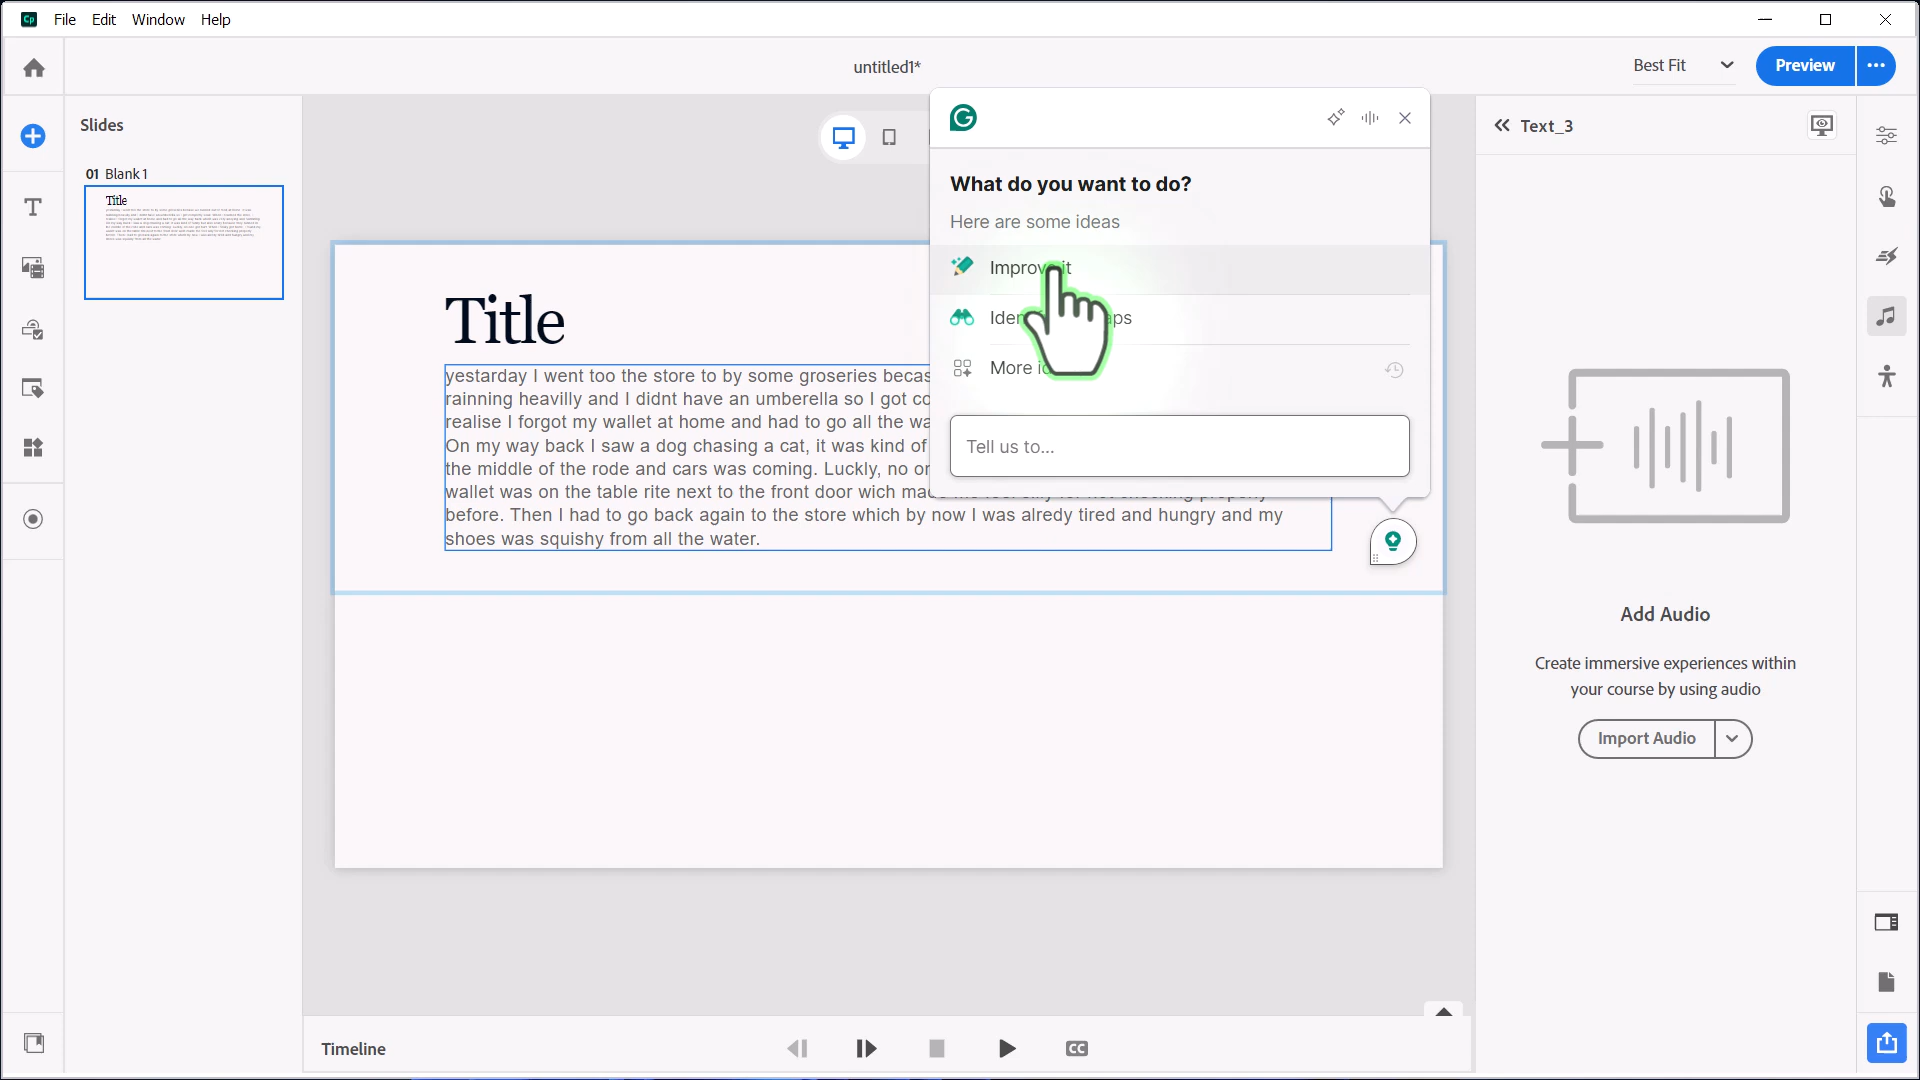 Cp File Edit Window Help
untitled1*
Best Fit
Preview
Slides
01 Blank 1
Title
What do you want to do?
Here are some ideas
Improve it
More
Tell us to...
Title
yestarday I went too the store to by some groseries becas
rainning heavilly and I didnt have an umberella so I got co
realise I forgot my wallet at home and had to go all the wa
On my way back I saw a dog chasing a cat, it was kind of
the middle of the rode and cars was coming. Luckly, no or
wallet was on the table rite next to the front door wich
before. Then I had to go back again to the store which by now I was alredy tired and hungry and my
shoes was squishy from all the water.
Text_3
Add Audio
Create immersive experiences within
your course by using audio
Import Audio
Timeline
CC